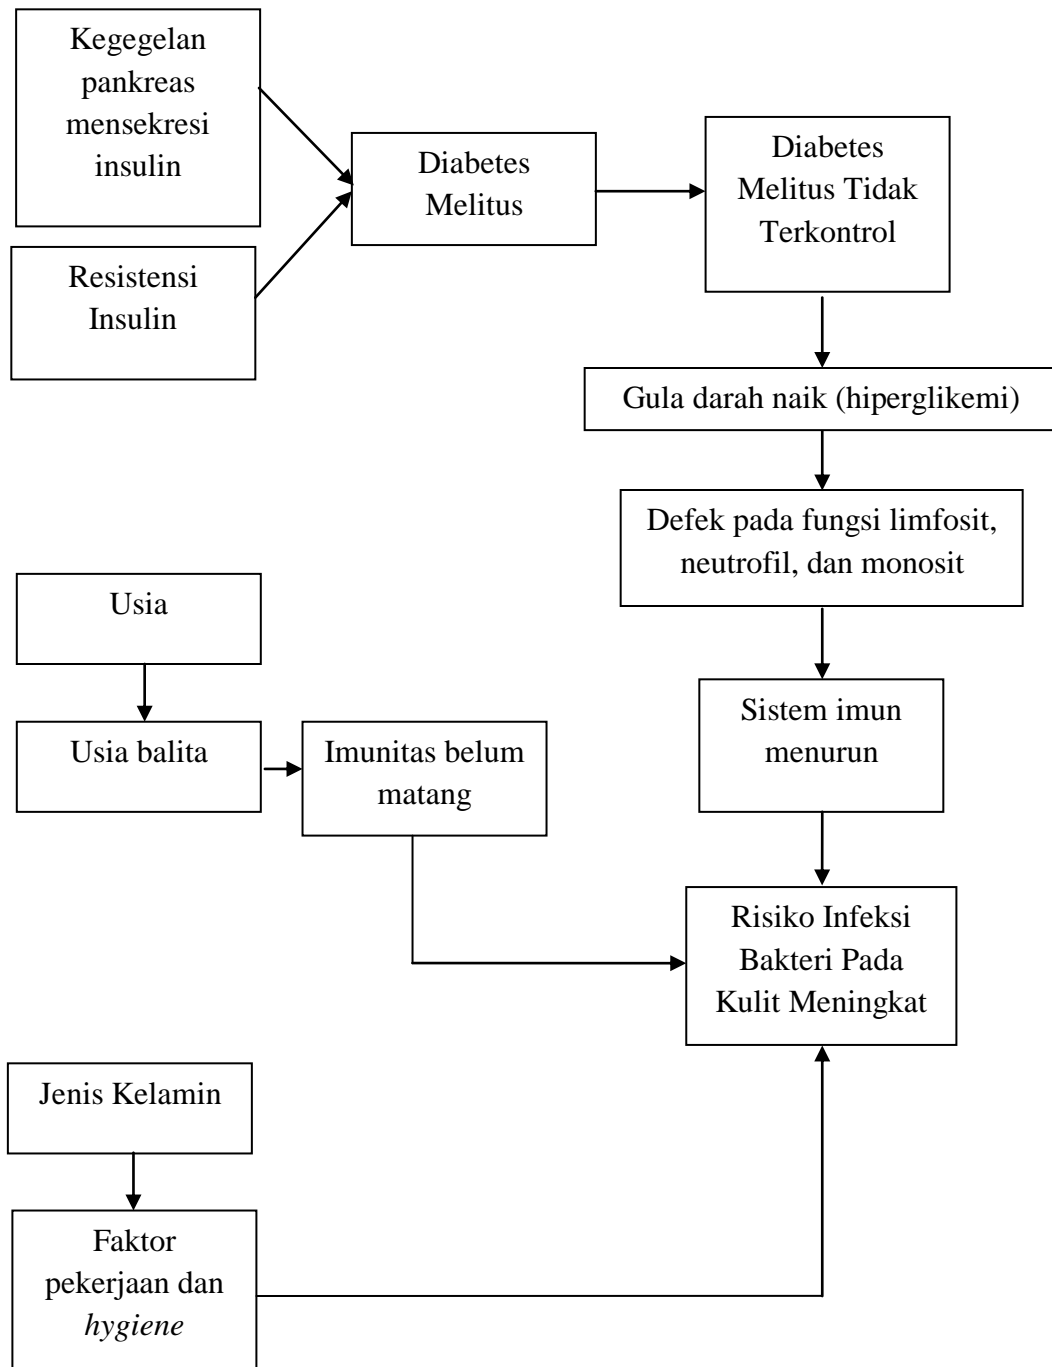 Kegegelan
pankreas
mensekresi
insulin
Resistensi
Insulin
Diabetes
Melitus
Diabetes
Melitus Tidak
Terkontrol
Gula darah naik (hiperglikemi)
Defek pada fungsi limfosit,
neutrofil, dan monosit
Sistem imun
menurun
Usia
Usia balita
Imunitas belum
matang
Risiko Infeksi
Bakteri Pada
Kulit Meningkat
Jenis Kelamin
Faktor
pekerjaan dan
hygiene